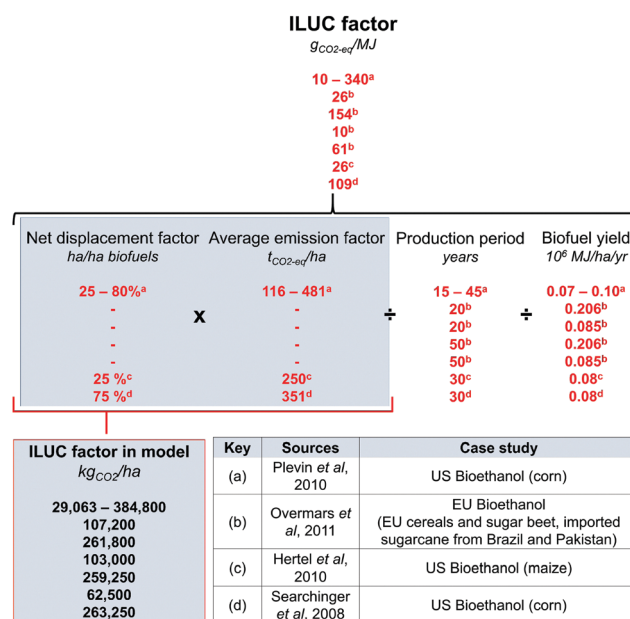 ILUC factor
gCO2-eq/MJ
10 – 340ᵃ
26ᵇ
154ᵇ
10ᵇ
61ᵇ
26ᶜ
109ᵈ
Net displacement factor Average emission factor Production period Biofuel yield
ha/ha biofuels tCO2-eq/ha years 10⁶ MJ/ha/yr
25 – 80%ᵃ 116 – 481ᵃ 15 – 45ᵃ 0.07 – 0.10ᵃ
- - 20ᵇ 0.206ᵇ
x ÷ ÷
- - 20ᵇ 0.085ᵇ
- - 50ᵇ 0.206ᵇ
- - 50ᵇ 0.085ᵇ
25 %ᶜ 250ᶜ 30ᶜ 0.08ᶜ
75 %ᵈ 351ᵈ 30ᵈ 0.08ᵈ
ILUC factor in model
kgCO2/ha
29,063 – 384,800
107,200
261,800
103,000
259,250
62,500
263,250
Key Sources Case study
(a) Plevin et al, US Bioethanol (corn)
2010
(b) Overmars et EU Bioethanol
al, 2011 (EU cereals and sugar beet, imported
sugarcane from Brazil and Pakistan)
(c) Hertel et al, US Bioethanol (maize)
2010
(d) Searchinger US Bioethanol (corn)
et al, 2008